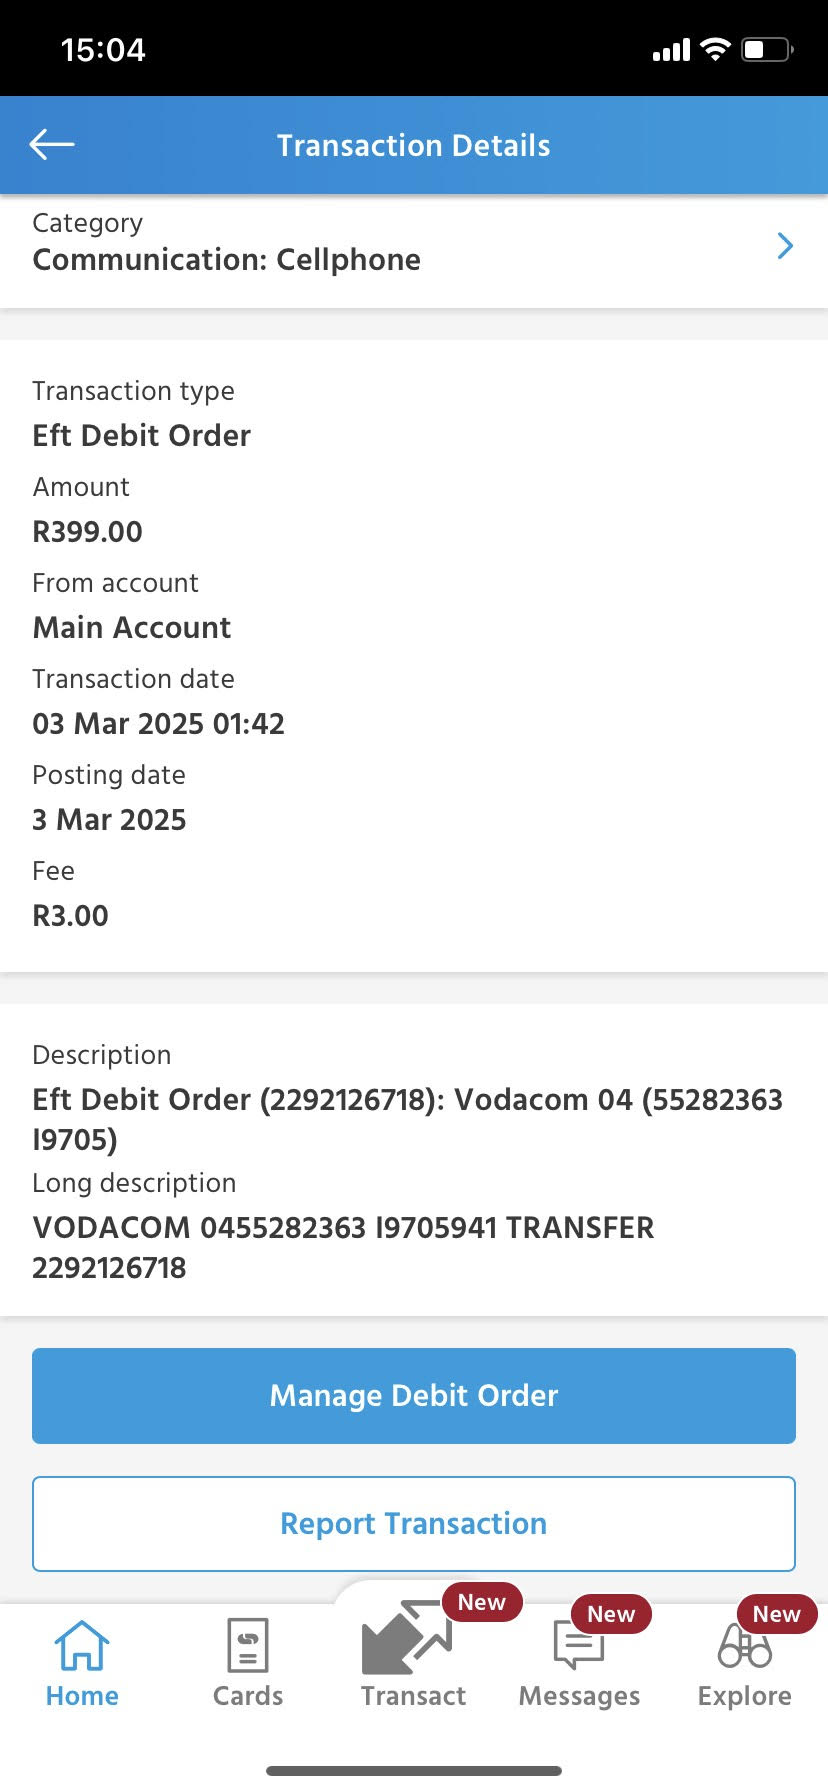 15:04
Transaction Details
Category
Communication: Cellphone
Transaction type
Eft Debit Order
Amount
R399.00
From account
Main Account
Transaction date
03 Mar 2025 01:42
Posting date
3 Mar 2025
Fee
R3.00
Description
Eft Debit Order (2292126718): Vodacom 04 (55282363
I9705)
Long description
VODACOM 0455282363 I9705941 TRANSFER
2292126718
Manage Debit Order
Report Transaction
New
New
New
Home
Cards
Transact
Messages
Explore